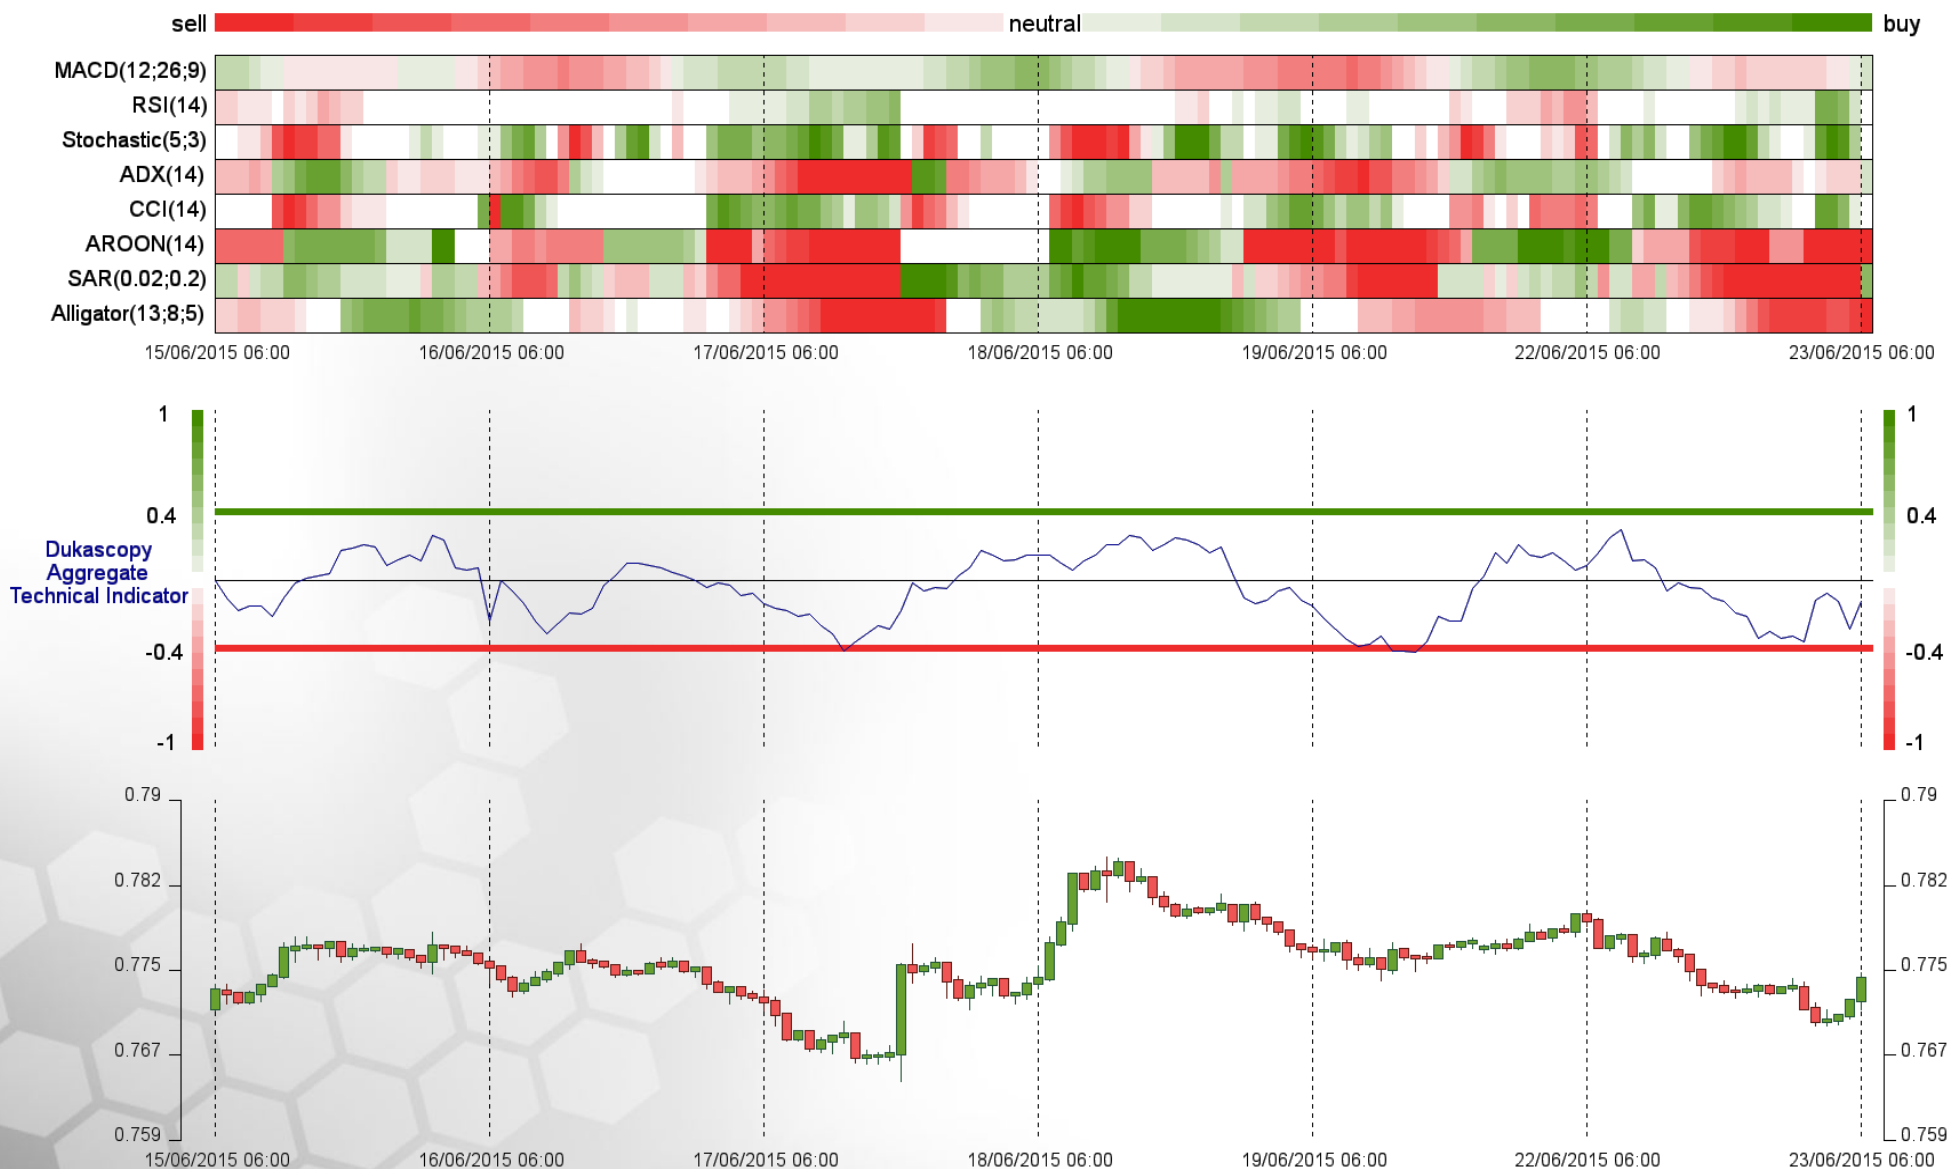 sell neutral buy
MACD(12;26;9)
RSI(14)
Stochastic(5;3)
ADX(14)
CCI(14)
AROON(14)
SAR(0.02;0.2)
Alligator(13;8;5)
15/06/2015 06:00 16/06/2015 06:00 17/06/2015 06:00 18/06/2015 06:00 19/06/2015 06:00 22/06/2015 06:00 23/06/2015 06:00
1 1
0.4 0.4
Dukascopy
Aggregate
Technical Indicator
-0.4 -0.4
-1 -1
0.79 0.79
0.782 0.782
0.775 0.775
0.767 0.767
0.759 0.759
15/06/2015 06:00 16/06/2015 06:00 17/06/2015 06:00 18/06/2015 06:00 19/06/2015 06:00 22/06/2015 06:00 23/06/2015 06:00